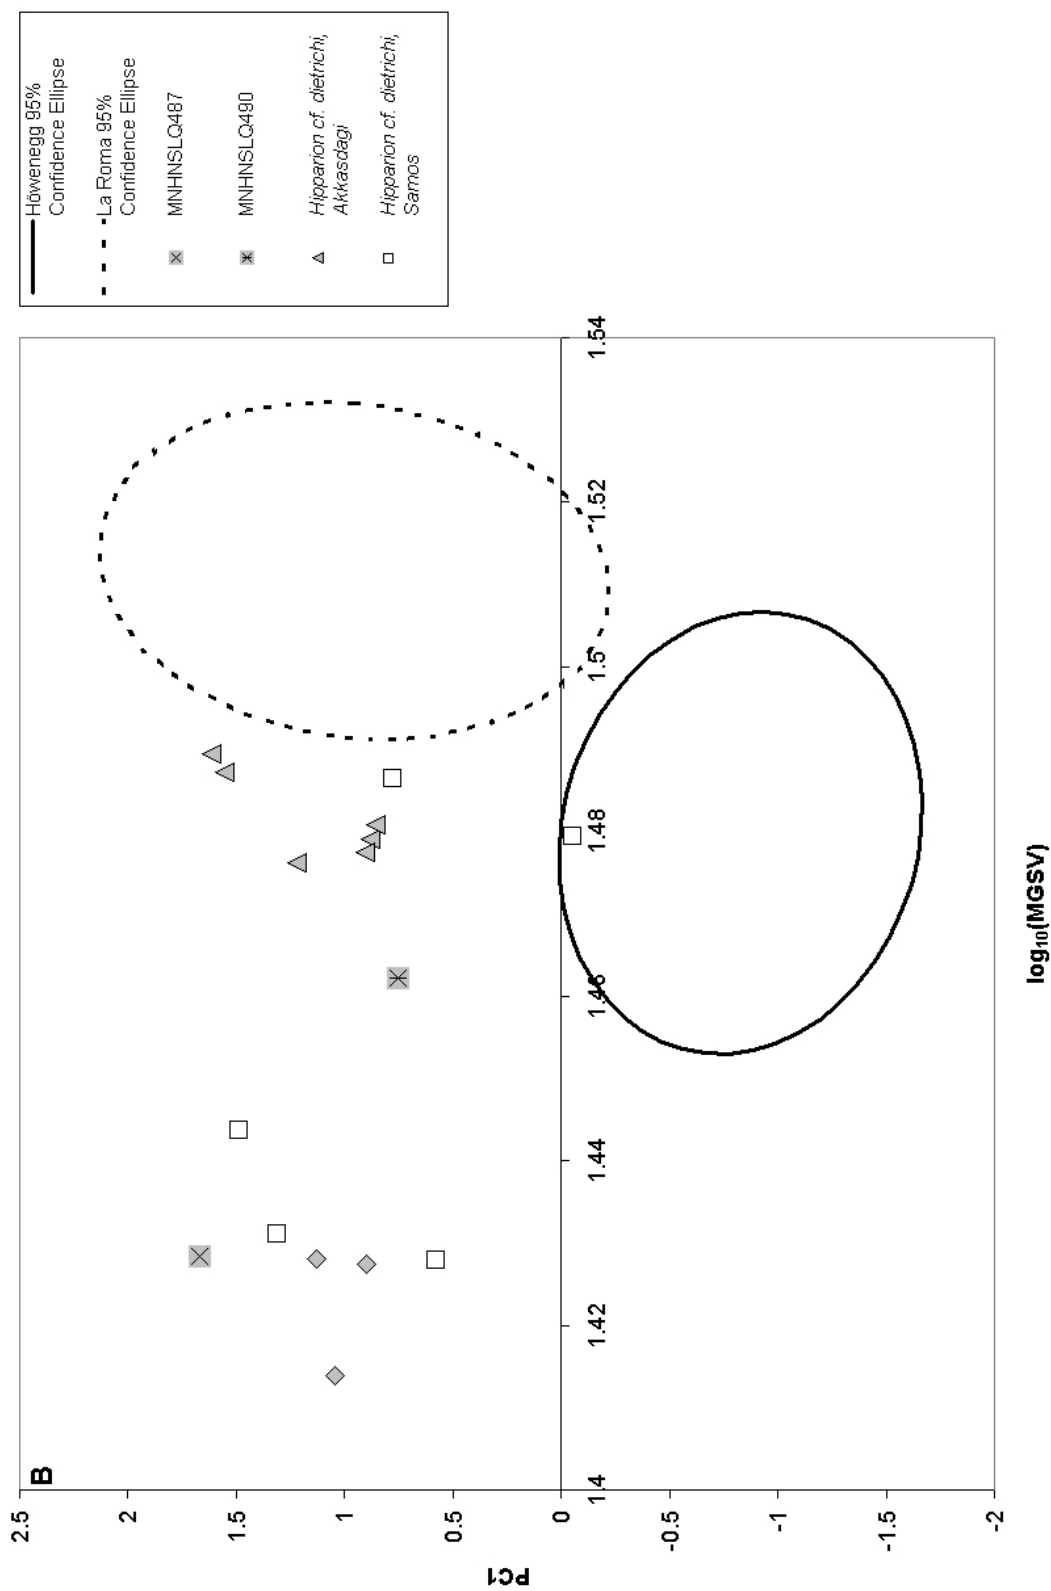 B
2.5
2
1.5
1
0.5
0
-0.5
-1
-1.5
-2
PC1
1.4
1.42
1.44
1.46
1.48
1.5
1.52
1.54
log10(MGSV)
Höwenegg 95%
Confidence Ellipse
La Roma 95%
Confidence Ellipse
MNHNSLQ487
MNHNSLQ490
Hipparion cf. dietrichi,
Akkasdagi
Hipparion cf. dietrichi,
Samos